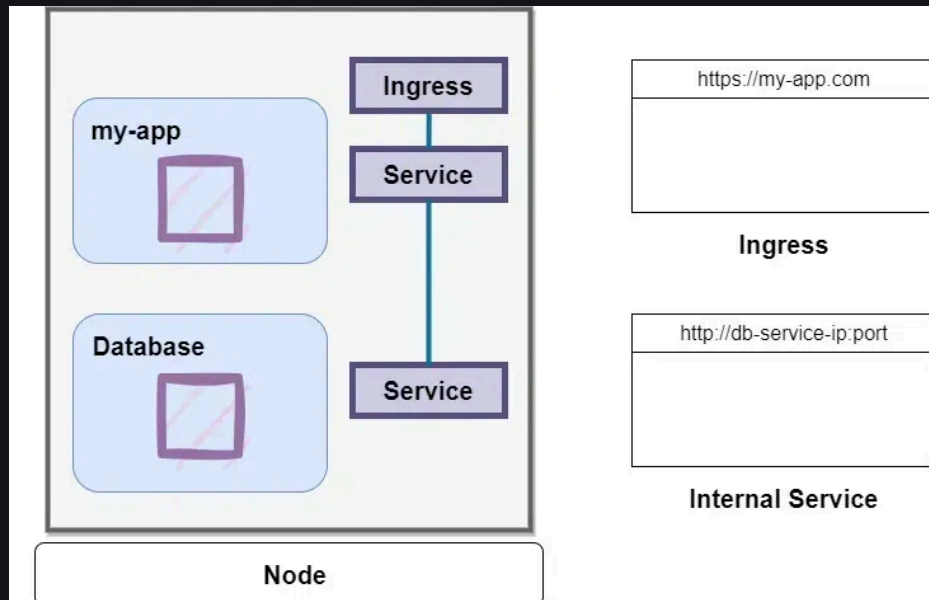 Ingress
my-app
Service
Database
Service
Node
https://my-app.com
Ingress
http://db-service-ip:port
Internal Service